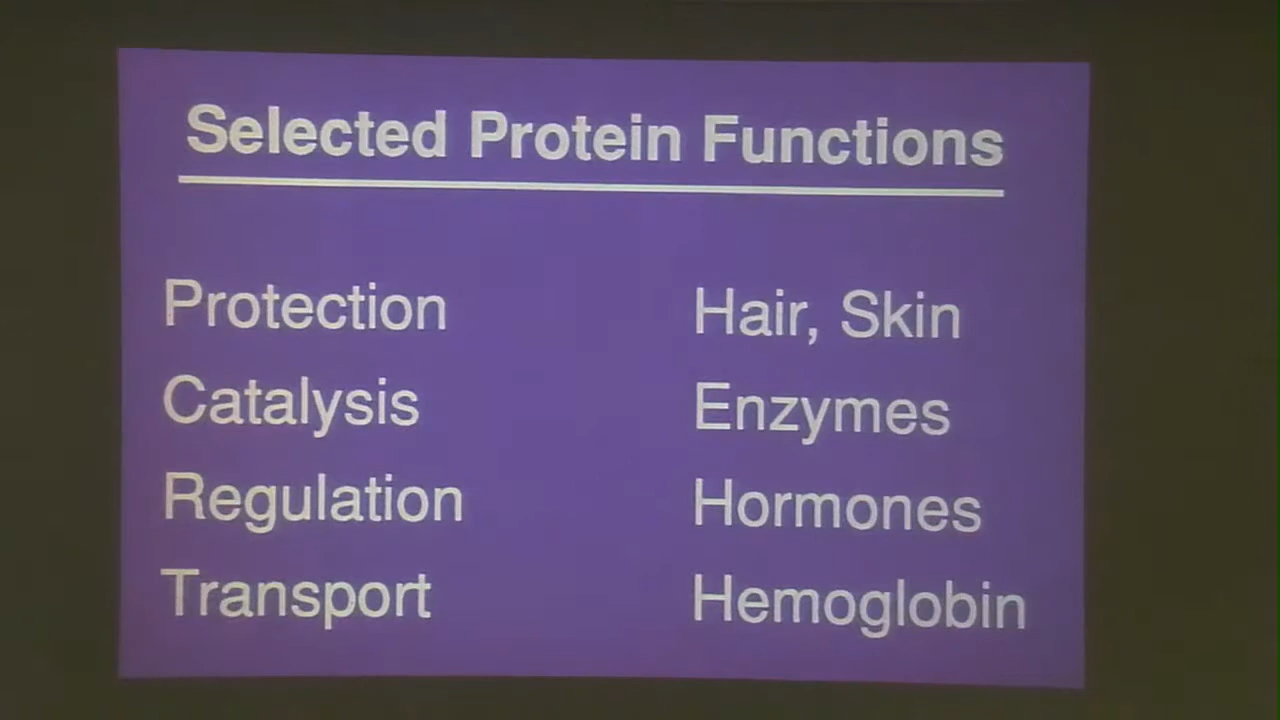 Selected Protein Functions
Protection Hair, Skin
Catalysis Enzymes
Regulation Hormones
Transport Hemoglobin